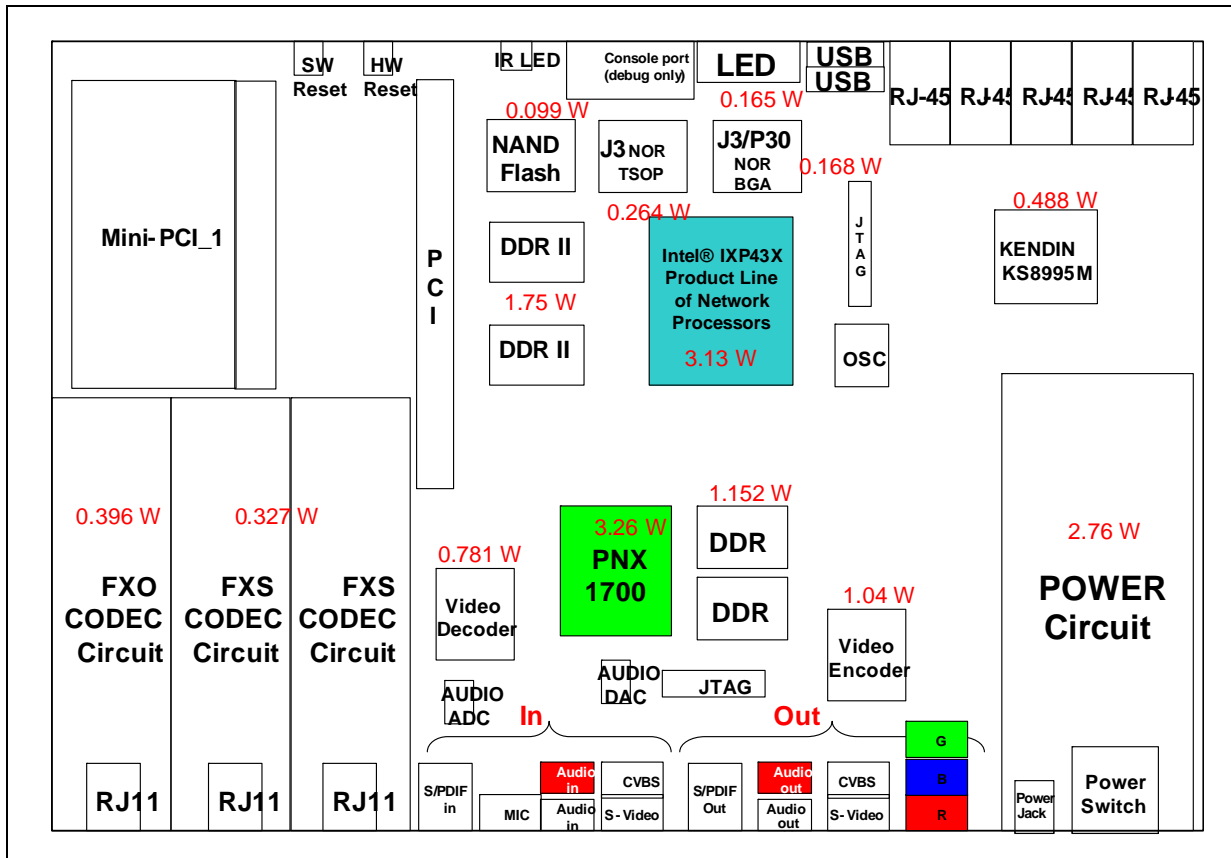 SW
Reset
HW
Reset
IR LED
Console port
(debug only)
LED
USB
USB
RJ-45
RJ-45
RJ-45
RJ-45
RJ-45
0.099 W
0.165 W
NAND
Flash
J3 NOR
TSOP
J3/P30
NOR
BGA
0.168 W
Mini-PCI_1
P
C
I
DDR II
1.75 W
DDR II
0.264 W
Intel® IXP43X
Product Line
of Network
Processors
3.13 W
J
T
A
G
OSC
0.488 W
KENDIN
KS8995M
0.396 W
FXO
CODEC
Circuit
0.327 W
FXS
CODEC
Circuit
FXS
CODEC
Circuit
0.781 W
Video
Decoder
3.26 W
PNX
1700
1.152 W
DDR
DDR
1.04 W
Video
Encoder
2.76 W
POWER
Circuit
AUDIO
ADC
AUDIO
DAC
JTAG
In
Out
RJ11
RJ11
RJ11
S/PDIF
in
MIC
Audio
in
Audio
in
CVBS
S-Video
S/PDIF
Out
Audio
out
Audio
out
CVBS
S-Video
G
B
R
Power
Jack
Power
Switch